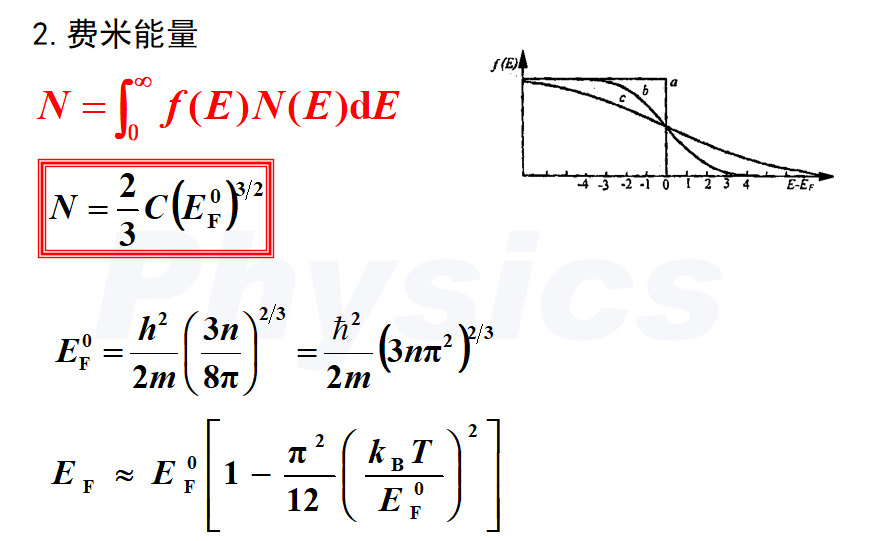 2.费米能量
N = ∫₀^∞ f(E)N(E)dE
N = 2/3 C(E_F^0)^{3/2}
E_F^0 = h²/2m (3n/8π)^{2/3} = ħ²/2m (3nπ²)^{2/3}
E_F ≈ E_F^0 [1 − π²/12 (k_B T/E_F^0)²]
f(E)
a
b
c
-4 -3 -2 -1 0 1 2 3 4 E-E_F
Physics